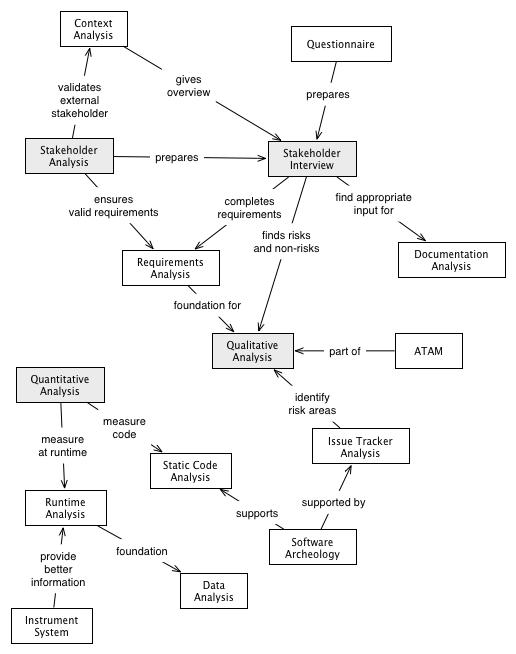 Context
Analysis
Questionnaire
gives
overview
validates
external
stakeholder
prepares
Stakeholder
Analysis
prepares
Stakeholder
Interview
ensures
valid requirements
completes
requirements
find appropriate
input for
finds risks
and non-risks
Requirements
Analysis
Documentation
Analysis
foundation for
Qualitative
Analysis
part of
ATAM
Quantitative
Analysis
identify
risk areas
measure
code
measure
at runtime
Issue Tracker
Analysis
Static Code
Analysis
Runtime
Analysis
supports
supported by
foundation
Software
Archeology
provide
better
information
Data
Analysis
Instrument
System